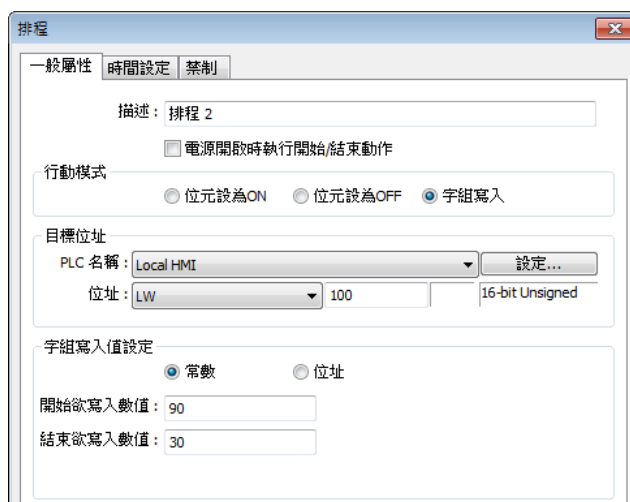 排程
一般屬性 時間設定 禁制
描述： 排程 2
電源開啟時執行開始/結束動作
行動模式
位元設為ON 位元設為OFF 字組寫入
目標位址
PLC 名稱： Local HMI 設定...
位址： LW 100 16-bit Unsigned
字組寫入值設定
常數 位址
開始欲寫入數值： 90
結束欲寫入數值： 30